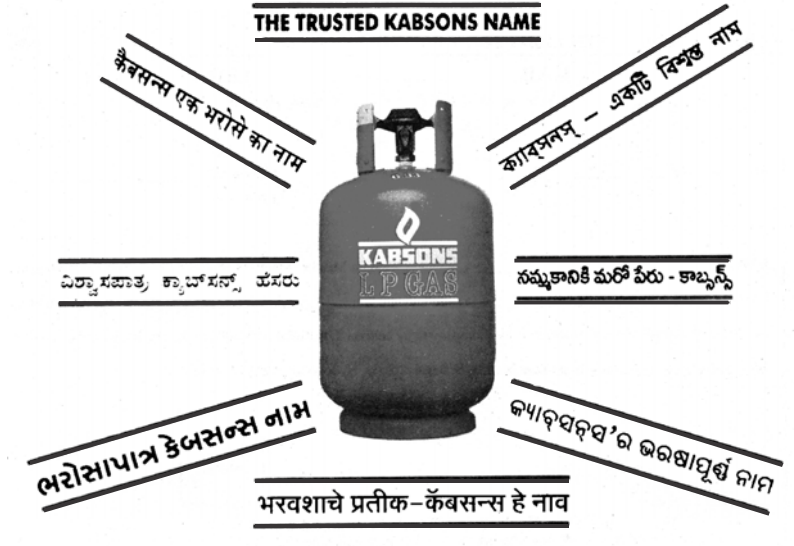 THE TRUSTED KABSONS NAME
कैबसन्स एक भरोसे का नाम
ক্যাব্‌সনস্ – একটি বিশ্বস্ত নাম
KABSONS
L P GAS
ವಿಶ್ವಾಸಪಾತ್ರ ಕ್ಯಾಬ್‌ಸನ್ಸ್ ಹೆಸರು
నమ్మకానికి మరో పేరు - కాబ్సన్స్
ભરોસાપાત્ર કેબસન્સ નામ
କ୍ୟାବ୍‌ସନ୍‌ସ'ର ଭରଷାପୂର୍ଣ୍ଣ ନାମ
भरवशाचे प्रतीक-कॅबसन्स हे नाव